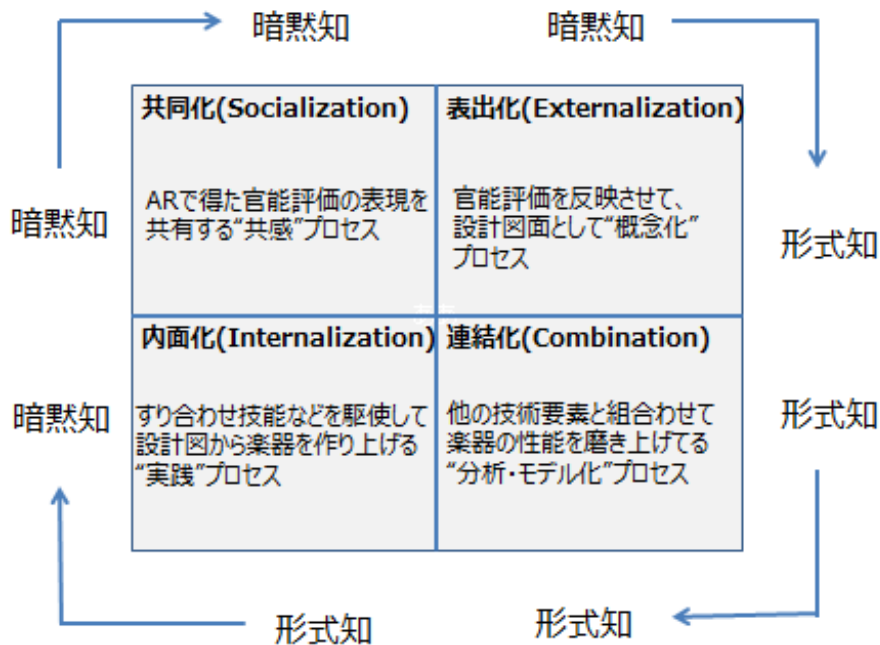 暗黙知
暗黙知
共同化(Socialization)
表出化(Externalization)
ARで得た官能評価の表現を
共有する“共感”プロセス
官能評価を反映させて、
設計図面として“概念化”
プロセス
暗黙知
形式知
内面化(Internalization)
連結化(Combination)
すり合わせ技能などを駆使して
設計図から楽器を作り上げる
“実践”プロセス
他の技術要素と組合わせて
楽器の性能を磨き上げてる
“分析・モデル化”プロセス
暗黙知
形式知
形式知
形式知